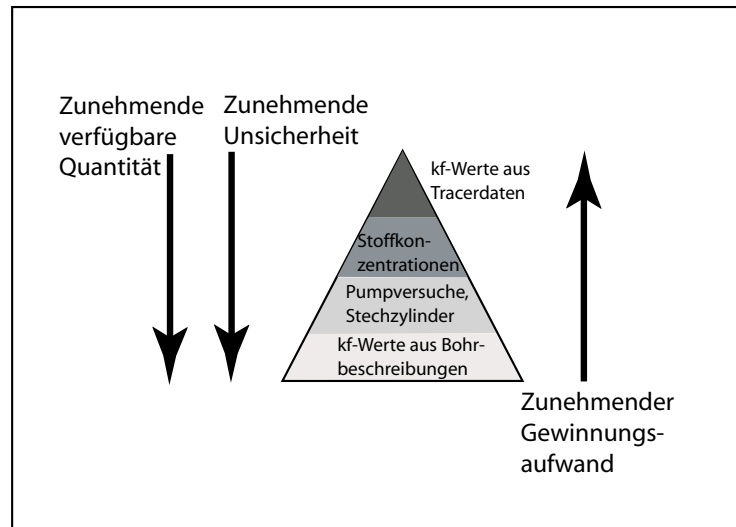 Zunehmende
verfügbare
Quantität
Zunehmende
Unsicherheit
kf-Werte aus
Tracerdaten
Stoffkon-
zentrationen
Pumpversuche,
Stechzylinder
kf-Werte aus Bohr-
beschreibungen
Zunehmender
Gewinnungs-
aufwand